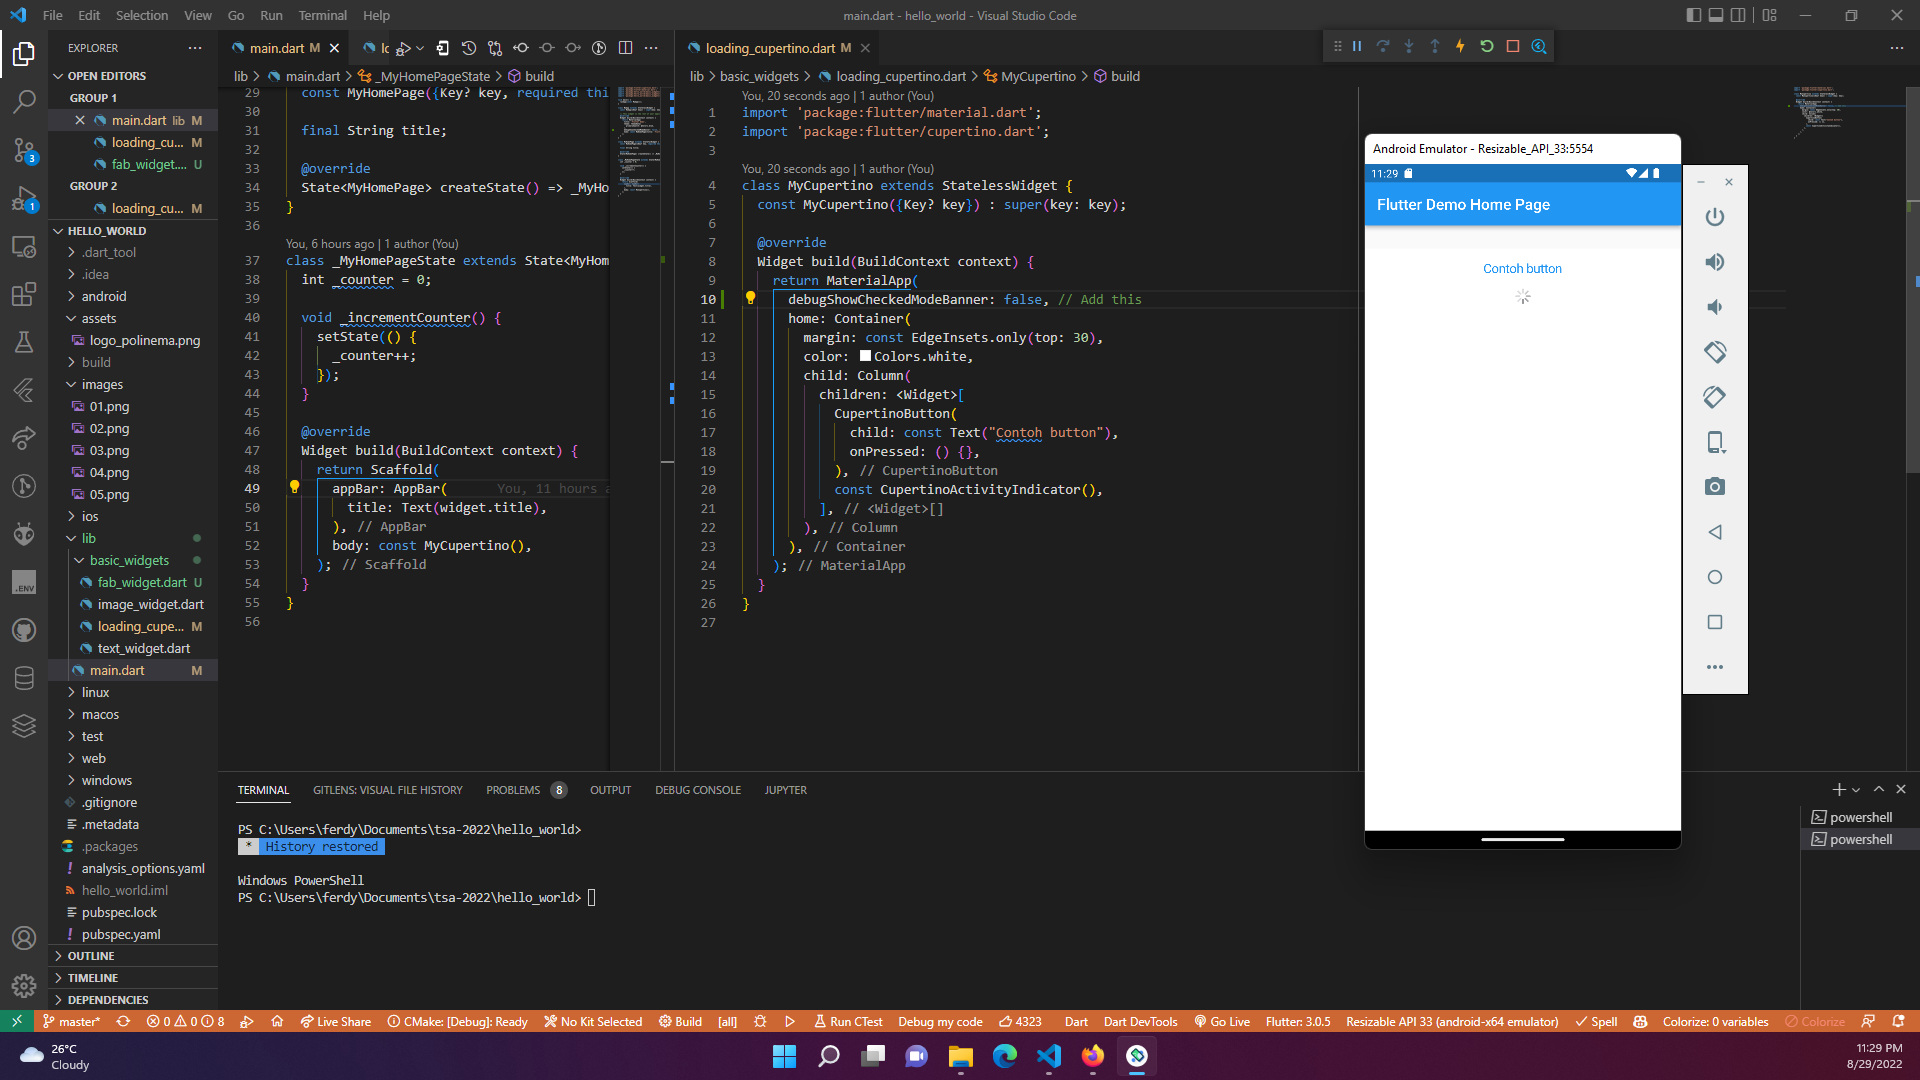 File Edit Selection View Go Run Terminal Help
main.dart - hello_world - Visual Studio Code
EXPLORER
OPEN EDITORS
GROUP 1
main.dart lib M
loading_cu... M
fab_widget.... U
GROUP 2
loading_cu... M
HELLO_WORLD
.dart_tool
.idea
android
assets
logo_polinema.png
build
images
01.png
02.png
03.png
04.png
05.png
ios
lib
basic_widgets
fab_widget.dart U
image_widget.dart
loading_cupe... M
text_widget.dart
main.dart M
linux
macos
test
web
windows
.gitignore
.metadata
.packages
analysis_options.yaml
hello_world.iml
pubspec.lock
pubspec.yaml
OUTLINE
TIMELINE
DEPENDENCIES
3
1
.ENV
main.dart M
lib > main.dart > _MyHomePageState > build
29 const MyHomePage({Key? key, required thi
30
31 final String title;
32
33 @override
34 State<MyHomePage> createState() => _MyHo
35 }
36
You, 6 hours ago | 1 author (You)
37 class _MyHomePageState extends State<MyHom
38 int _counter = 0;
39
40 void _incrementCounter() {
41 setState(() {
42 _counter++;
43 });
44 }
45
46 @override
47 Widget build(BuildContext context) {
48 return Scaffold(
49 appBar: AppBar( You, 11 hours a
50 title: Text(widget.title),
51 ), // AppBar
52 body: const MyCupertino(),
53 ); // Scaffold
54 }
55 }
56
loading_cupertino.dart M
lib > basic_widgets > loading_cupertino.dart > MyCupertino > build
You, 20 seconds ago | 1 author (You)
1 import 'package:flutter/material.dart';
2 import 'package:flutter/cupertino.dart';
3
You, 20 seconds ago | 1 author (You)
4 class MyCupertino extends StatelessWidget {
5 const MyCupertino({Key? key}) : super(key: key);
6
7 @override
8 Widget build(BuildContext context) {
9 return MaterialApp(
10 debugShowCheckedModeBanner: false, // Add this
11 home: Container(
12 margin: const EdgeInsets.only(top: 30),
13 color: Colors.white,
14 child: Column(
15 children: <Widget>[
16 CupertinoButton(
17 child: const Text("Contoh button"),
18 onPressed: () {},
19 ), // CupertinoButton
20 const CupertinoActivityIndicator(),
21 ], // <Widget>[]
22 ), // Column
23 ), // Container
24 ); // MaterialApp
25 }
26 }
27
Android Emulator - Resizable_API_33:5554
11:29
Flutter Demo Home Page
Contoh button
TERMINAL GITLENS: VISUAL FILE HISTORY PROBLEMS 8 OUTPUT DEBUG CONSOLE JUPYTER
PS C:\Users\ferdy\Documents\tsa-2022\hello_world>
* History restored
Windows PowerShell
PS C:\Users\ferdy\Documents\tsa-2022\hello_world>
powershell
powershell
master* 0 0 8 Live Share CMake: [Debug]: Ready No Kit Selected Build [all] Run CTest Debug my code 4323 Dart Dart DevTools Go Live Flutter: 3.0.5 Resizable API 33 (android-x64 emulator) Spell Colorize: 0 variables Colorize
26°C
Cloudy
11:29 PM
8/29/2022